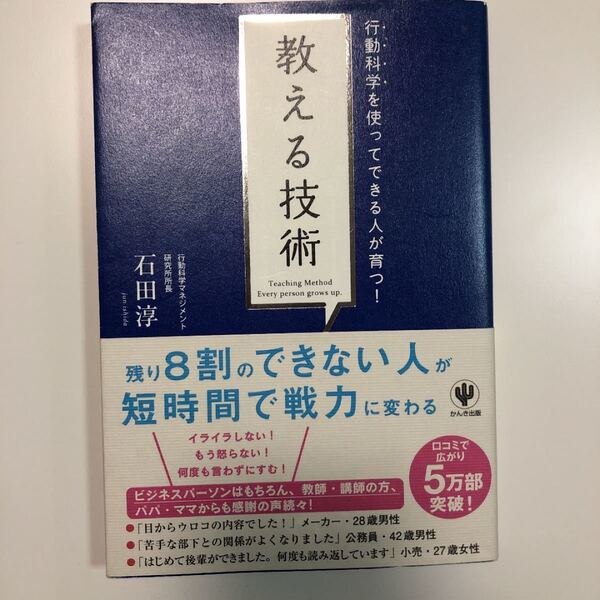 行動科学を使ってできる人が育つ！
教える技術
Teaching Method
Every person grows up.
行動科学マネジメント
研究所所長
石田淳
jun ishida
残り8割のできない人が
短時間で戦力に変わる
かんき出版
イライラしない！
もう怒らない！
何度も言わずにすむ！
口コミで
広がり
5万部
突破！
ビジネスパーソンはもちろん、教師・講師の方、
パパ・ママからも感謝の声続々！
●「目からウロコの内容でした！」メーカー・28歳男性
●「苦手な部下との関係がよくなりました」公務員・42歳男性
●「はじめて後輩ができました。何度も読み返しています」小売・27歳女性